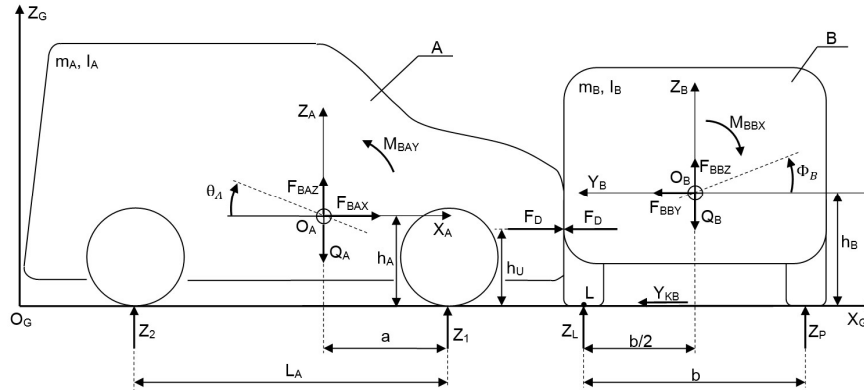 Z_G
A
B
m_A, I_A
m_B, I_B
Z_A
Z_B
M_BAY
M_BBX
θ_A
F_BAZ
F_BAX
Y_B
O_B
F_BBZ
Φ_B
F_BBY
Q_B
O_A
X_A
Q_A
F_D
F_D
h_A
h_U
h_B
L
Y_KB
O_G
X_G
Z_2
Z_1
Z_L
Z_P
a
b/2
L_A
b